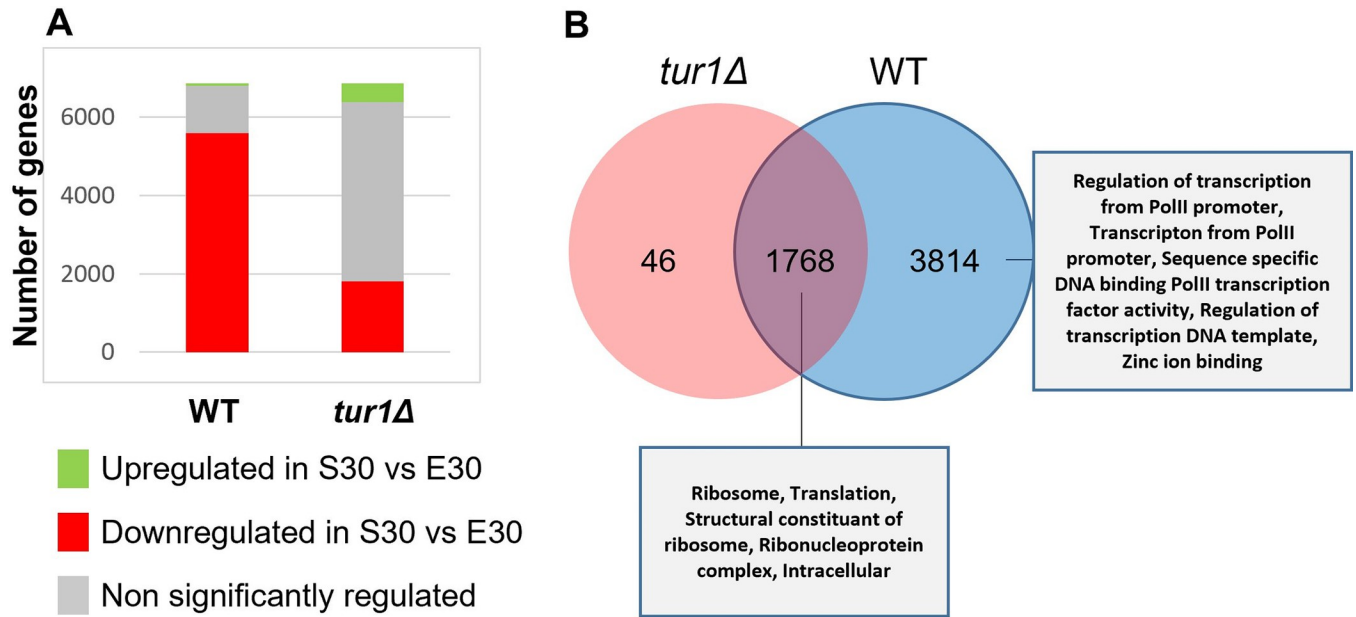 A
Number of genes
6000
4000
2000
0
WT
tur1Δ
Upregulated in S30 vs E30
Downregulated in S30 vs E30
Non significantly regulated
B
tur1Δ
WT
46
1768
3814
Regulation of transcription
from PolII promoter,
Transcripton from PolII
promoter, Sequence specific
DNA binding PolII transcription
factor activity, Regulation of
transcription DNA template,
Zinc ion binding
Ribosome, Translation,
Structural constituant of
ribosome, Ribonucleoprotein
complex, Intracellular